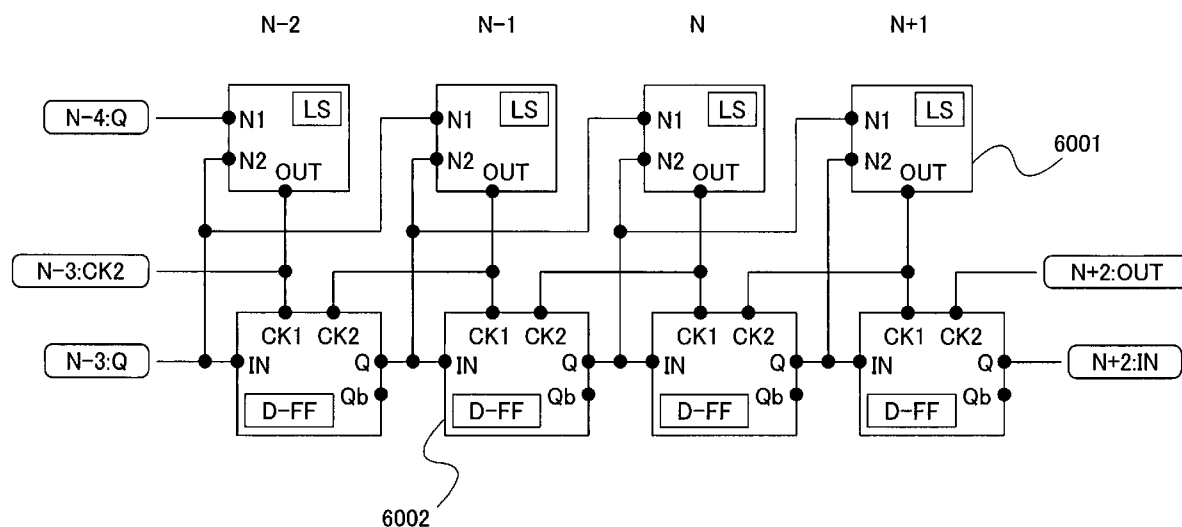 N-2 N-1 N N+1
LS LS LS LS
N-4:Q N1 N1 N1 N1
N2 N2 N2 N2 6001
OUT OUT OUT OUT
N-3:CK2 N+2:OUT
CK1 CK2 CK1 CK2 CK1 CK2 CK1 CK2
N-3:Q IN Q IN Q IN Q IN Q N+2:IN
Qb Qb Qb Qb
D-FF D-FF D-FF D-FF
6002